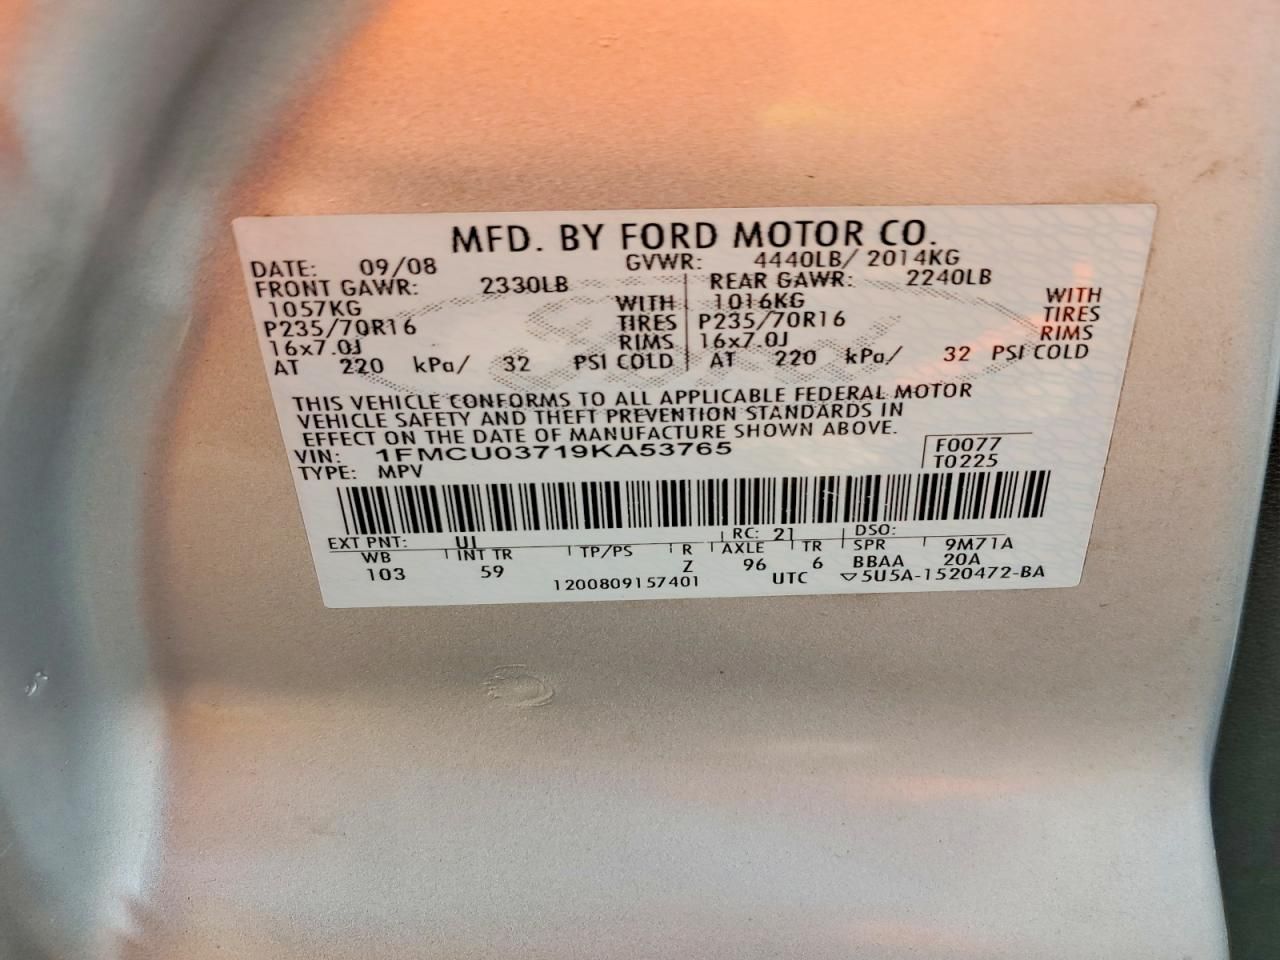 MFD. BY FORD MOTOR CO.
DATE: 09/08 GVWR: 4440LB/ 2014KG
FRONT GAWR: 2330LB REAR GAWR: 2240LB
1057KG WITH 1016KG WITH
P235/70R16 TIRES P235/70R16 TIRES
16x7.0J RIMS 16x7.0J RIMS
AT 220 kPa/ 32 PSI COLD AT 220 kPa/ 32 PSI COLD
THIS VEHICLE CONFORMS TO ALL APPLICABLE FEDERAL MOTOR
VEHICLE SAFETY AND THEFT PREVENTION STANDARDS IN
EFFECT ON THE DATE OF MANUFACTURE SHOWN ABOVE.
VIN: 1FMCU03719KA53765 F0077
TYPE: MPV T0225
EXT PNT: UI RC: 21 DSO:
WB INT TR TP/PS R AXLE TR SPR 9M71A
103 59 Z 96 6 BBAA 20A
1200809157401 UTC ▽5U5A-1520472-BA